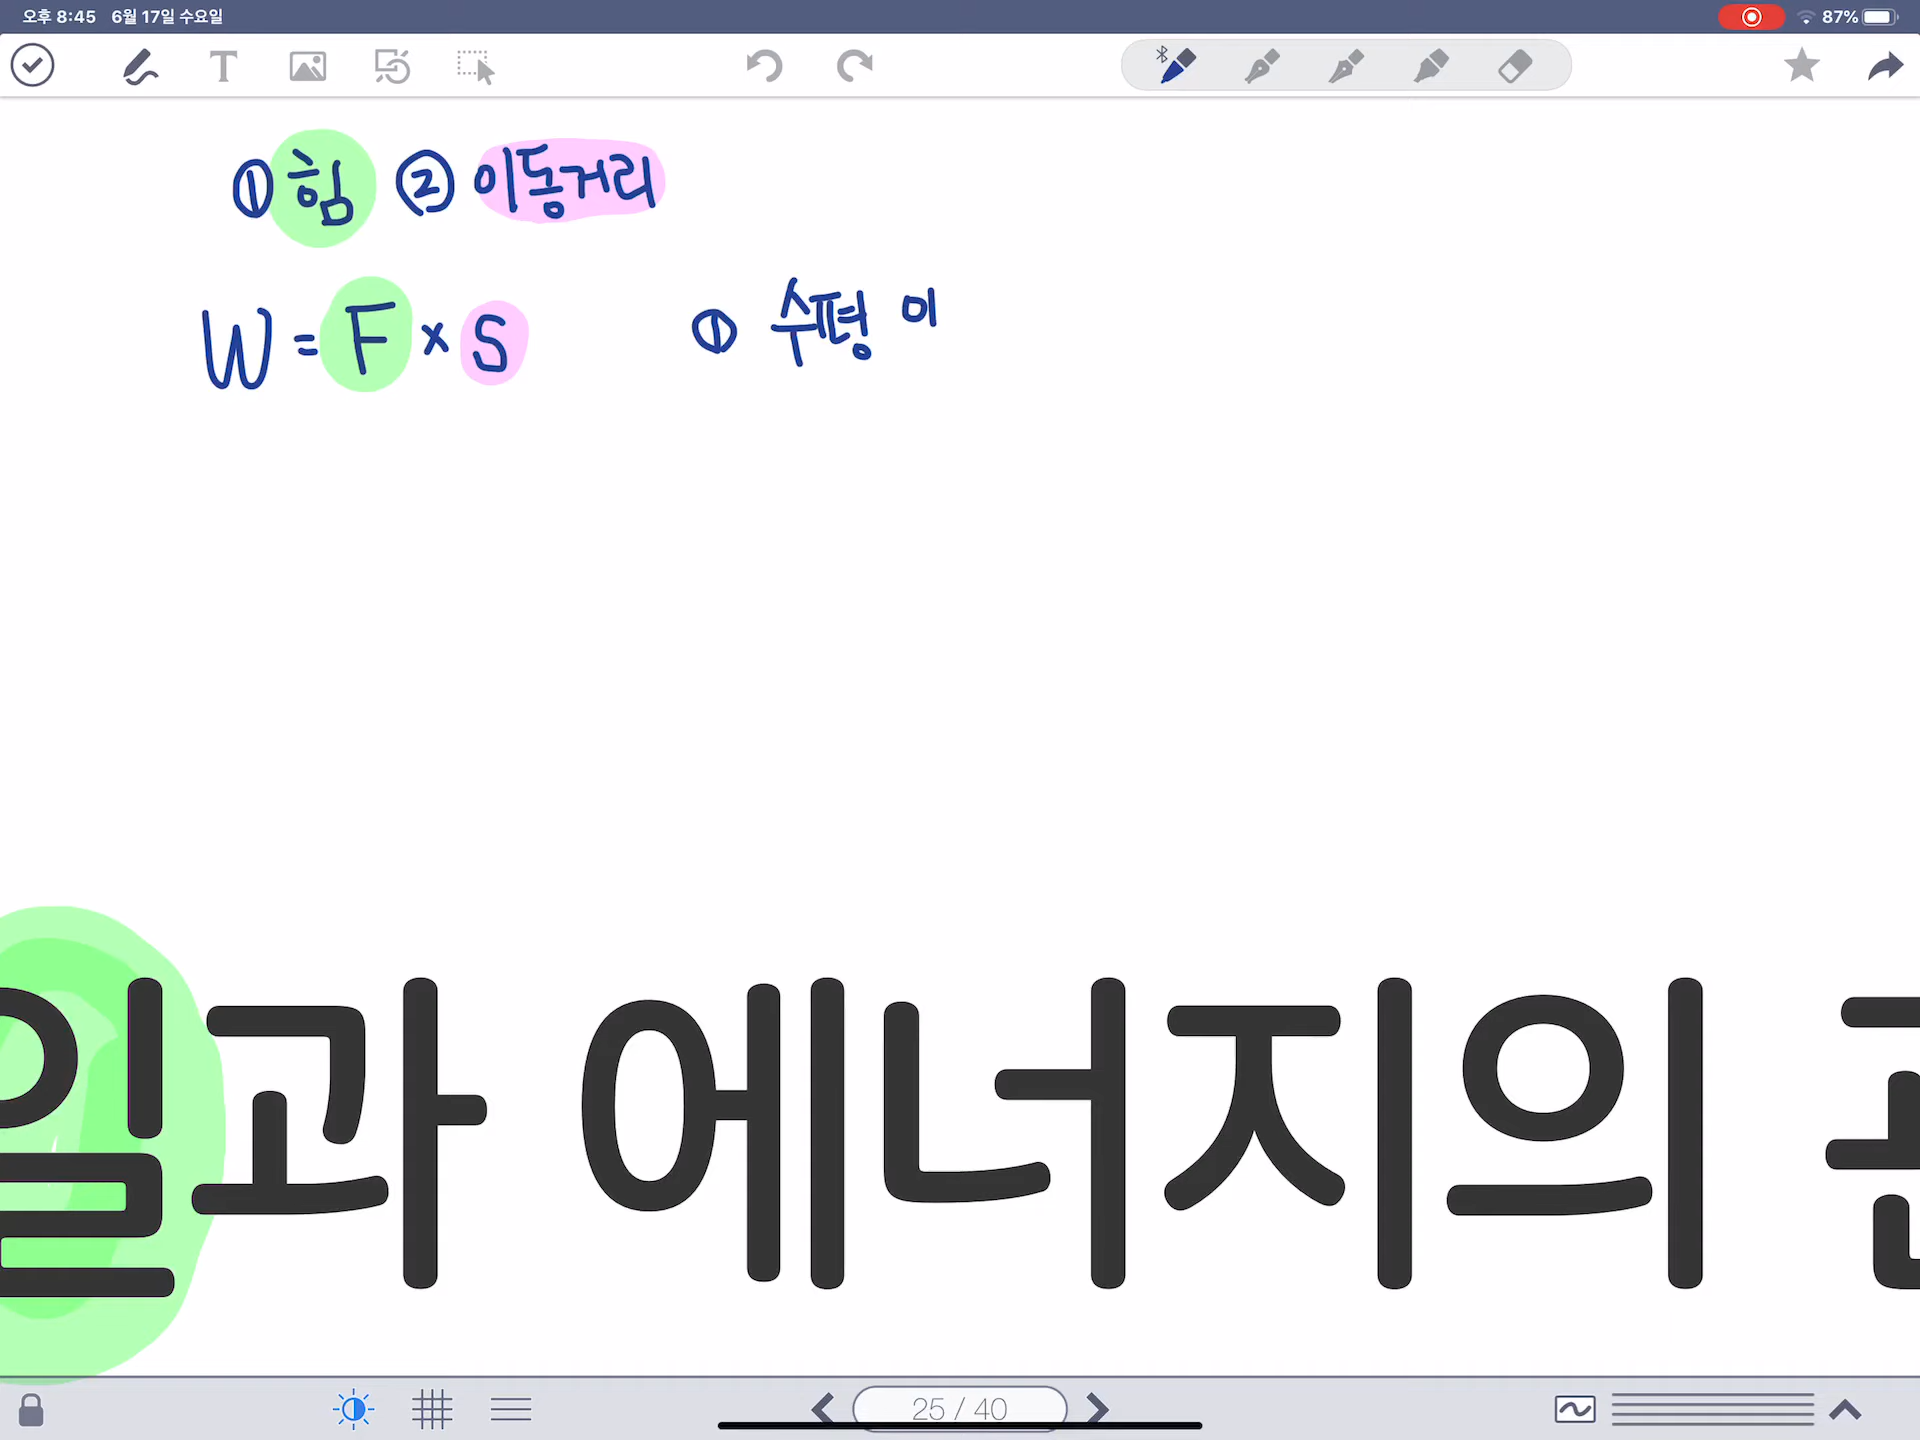 오후 8:45 6월 17일 수요일
87%
T
① 힘 ② 이동거리
W = F × S
① 수평 이
일과 에너지의
25 / 40